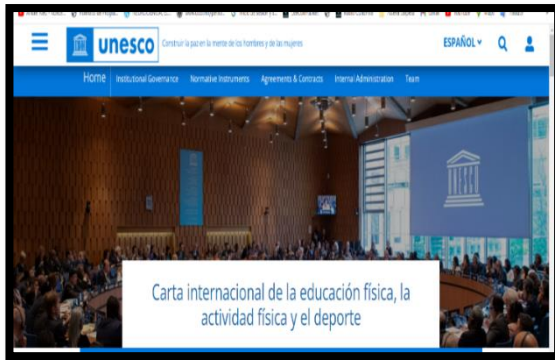 unesco
Construir la paz en la mente de los hombres y de las mujeres
ESPAÑOL
Home Institutional Governance Normative Instruments Agreements & Contracts Internal Administration Team
Carta internacional de la educación física, la
actividad física y el deporte